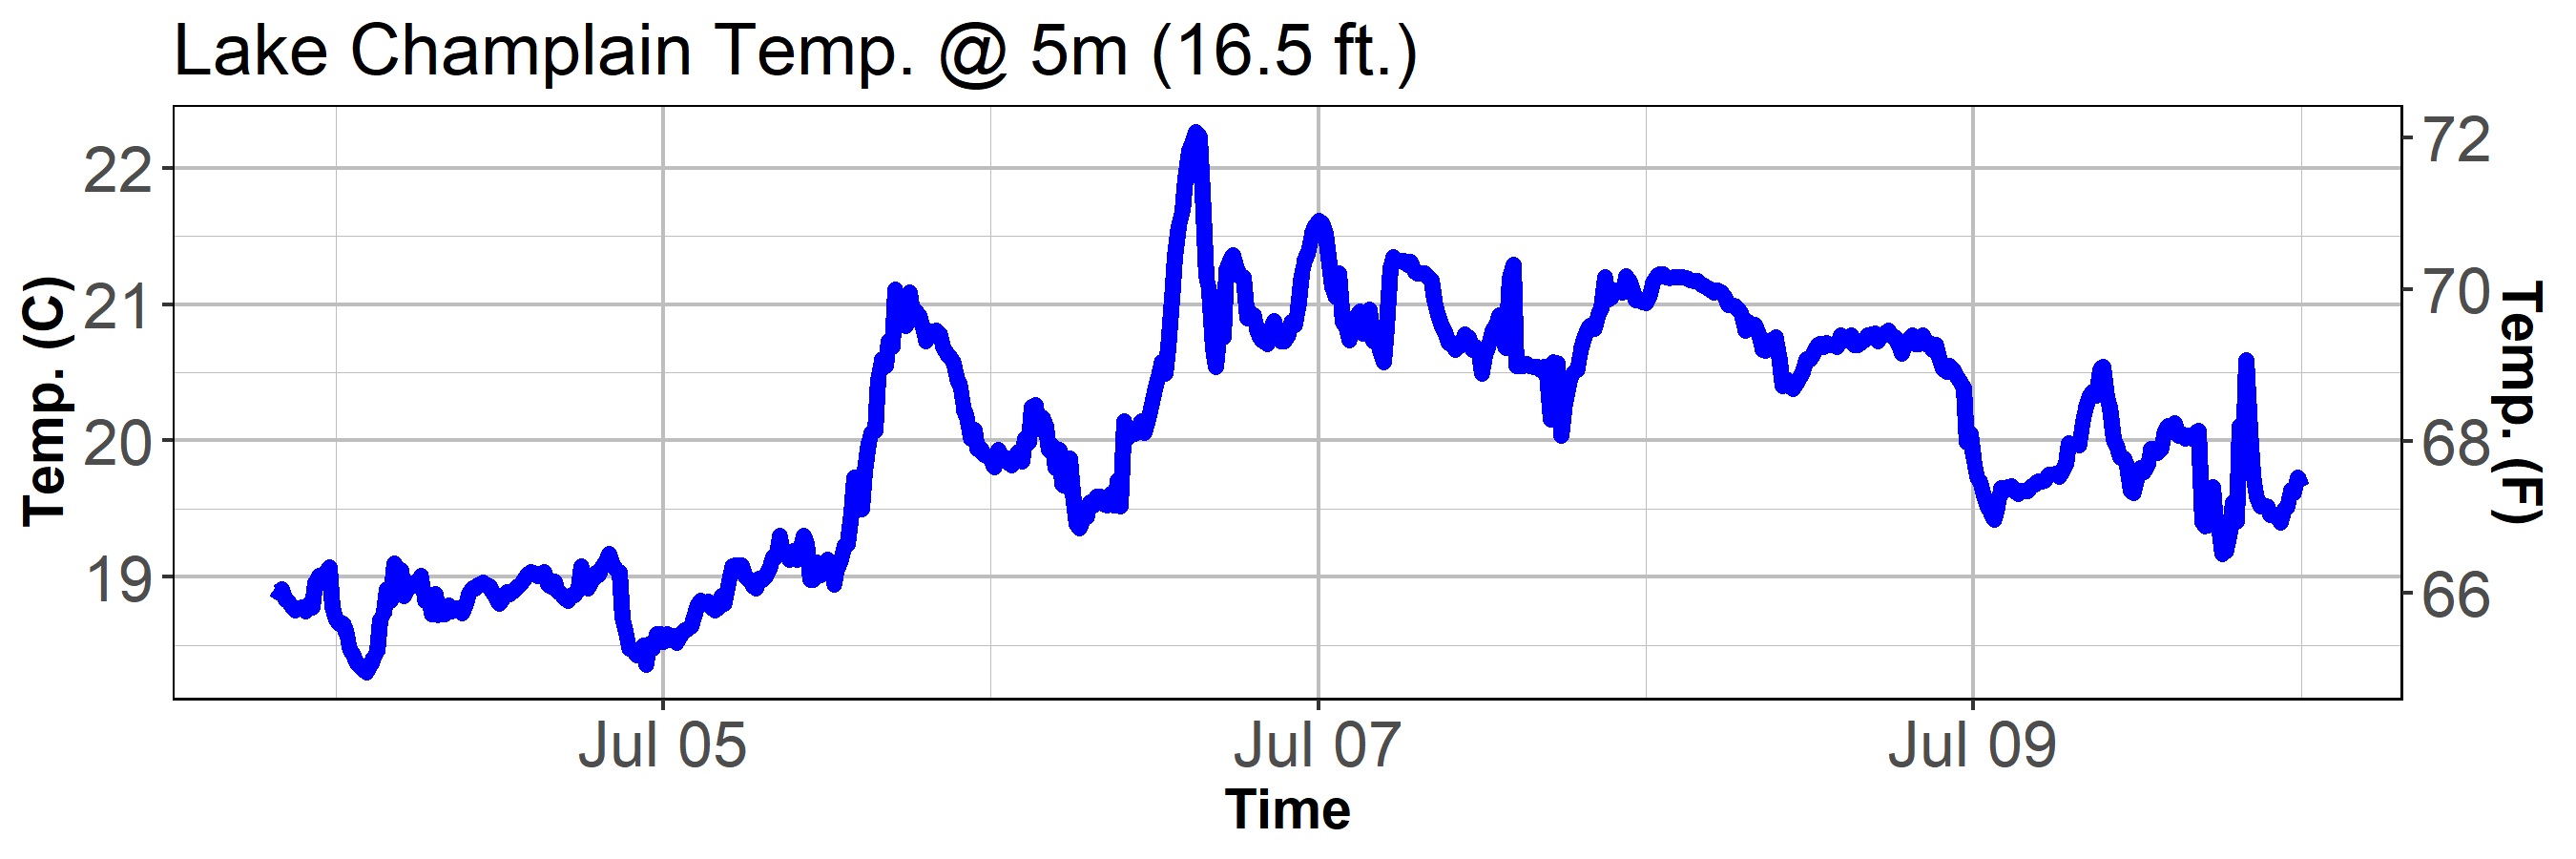 Lake Champlain Temp. @ 5m (16.5 ft.)
Temp. (C)
22
21
20
19
72
70
68
66
Temp. (F)
Jul 05 Jul 07 Jul 09
Time